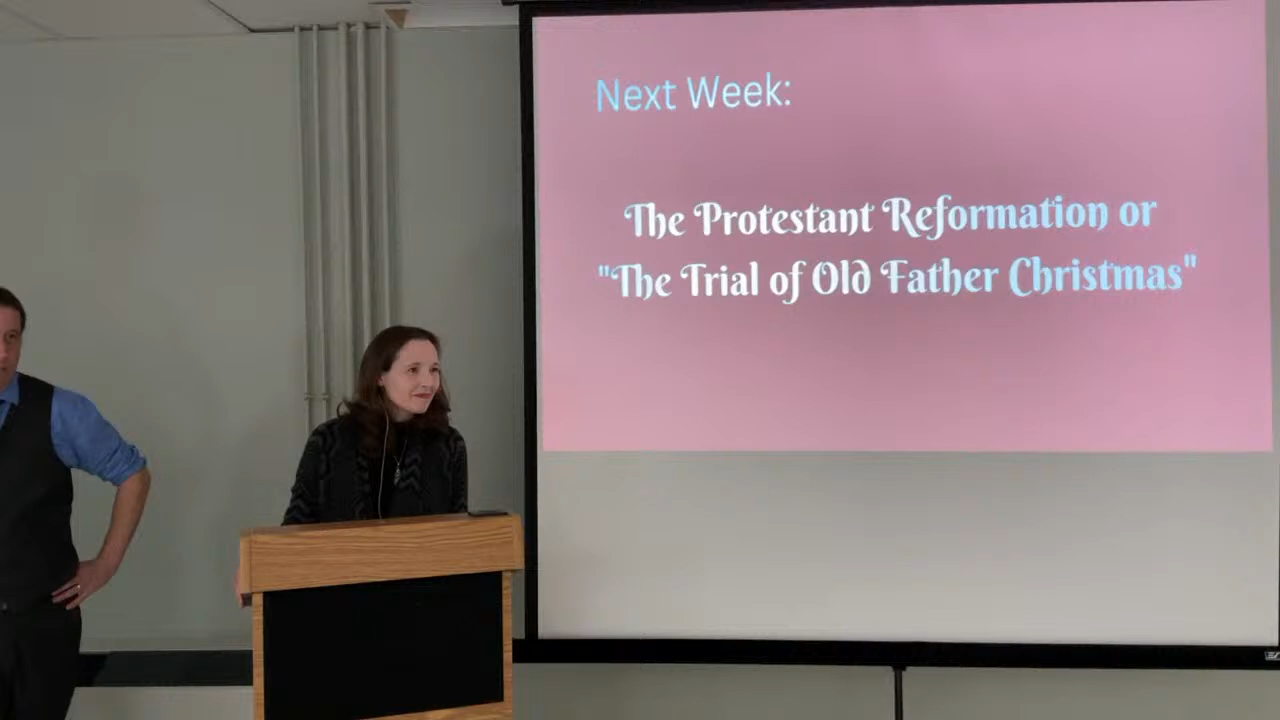 Next Week:
The Protestant Reformation or
"The Trial of Old Father Christmas"